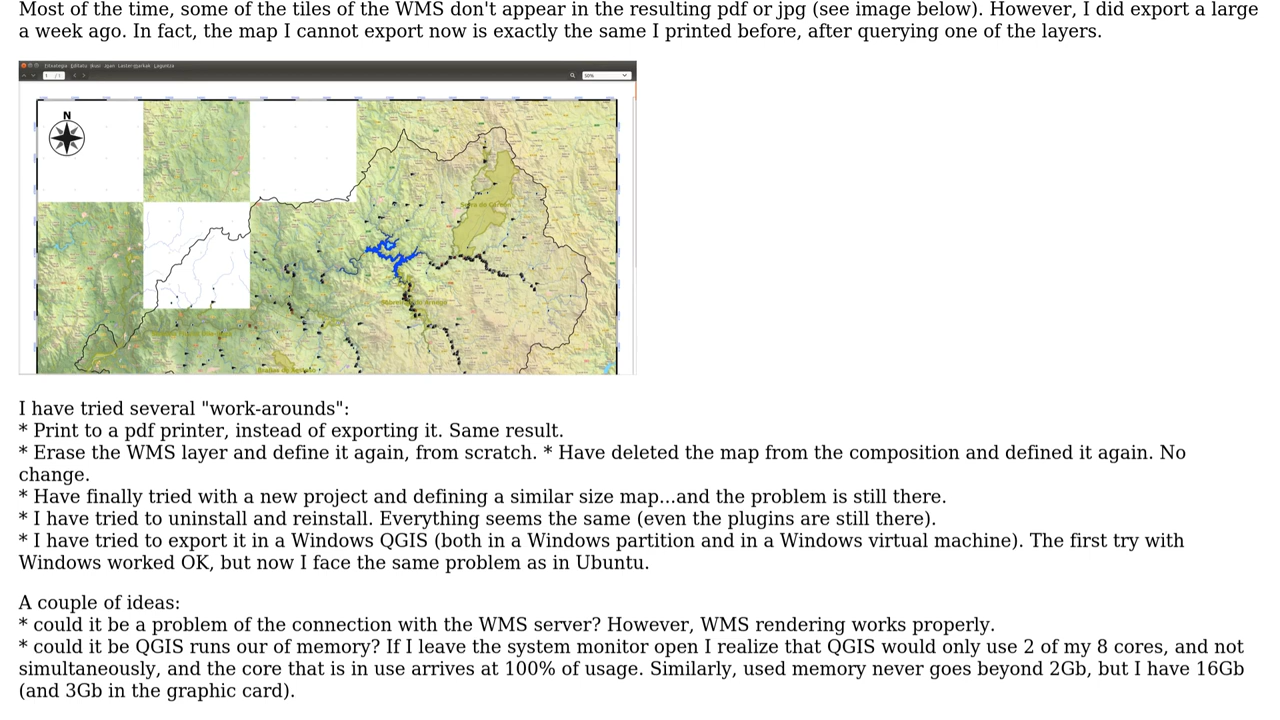 Most of the time, some of the tiles of the WMS don't appear in the resulting pdf or jpg (see image below). However, I did export a large
a week ago. In fact, the map I cannot export now is exactly the same I printed before, after querying one of the layers.
50%
N
I have tried several "work-arounds":
* Print to a pdf printer, instead of exporting it. Same result.
* Erase the WMS layer and define it again, from scratch. * Have deleted the map from the composition and defined it again. No
change.
* Have finally tried with a new project and defining a similar size map...and the problem is still there.
* I have tried to uninstall and reinstall. Everything seems the same (even the plugins are still there).
* I have tried to export it in a Windows QGIS (both in a Windows partition and in a Windows virtual machine). The first try with
Windows worked OK, but now I face the same problem as in Ubuntu.
A couple of ideas:
* could it be a problem of the connection with the WMS server? However, WMS rendering works properly.
* could it be QGIS runs our of memory? If I leave the system monitor open I realize that QGIS would only use 2 of my 8 cores, and not
simultaneously, and the core that is in use arrives at 100% of usage. Similarly, used memory never goes beyond 2Gb, but I have 16Gb
(and 3Gb in the graphic card).